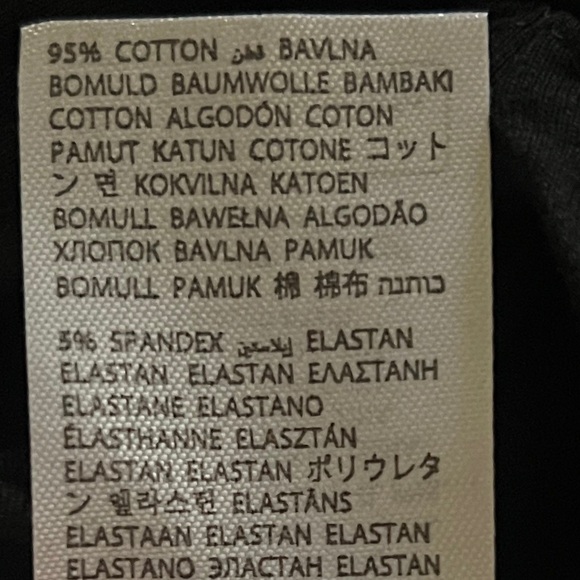 95% COTTON قطن BAVLNA
BOMULD BAUMWOLLE BAMBAKI
COTTON ALGODÓN COTON
PAMUT KATUN COTONE コット
ン 면 KOKVILNA KATOEN
BOMULL BAWEŁNA ALGODÃO
ХЛОПОК BAVLNA PAMUK
BOMULL PAMUK 棉 棉布 כותנה
5% SPANDEX إيلاستين ELASTAN
ELASTAN ELASTAN ΕΛΑΣΤΑΝΗ
ELASTANE ELASTANO
ÉLASTHANNE ELASZTÁN
ELASTAN ELASTAN ポリウレタ
ン 엘라스턴 ELASTĀNS
ELASTAAN ELASTAN ELASTAN
ELASTANO ЭЛАСТАН ELASTAN